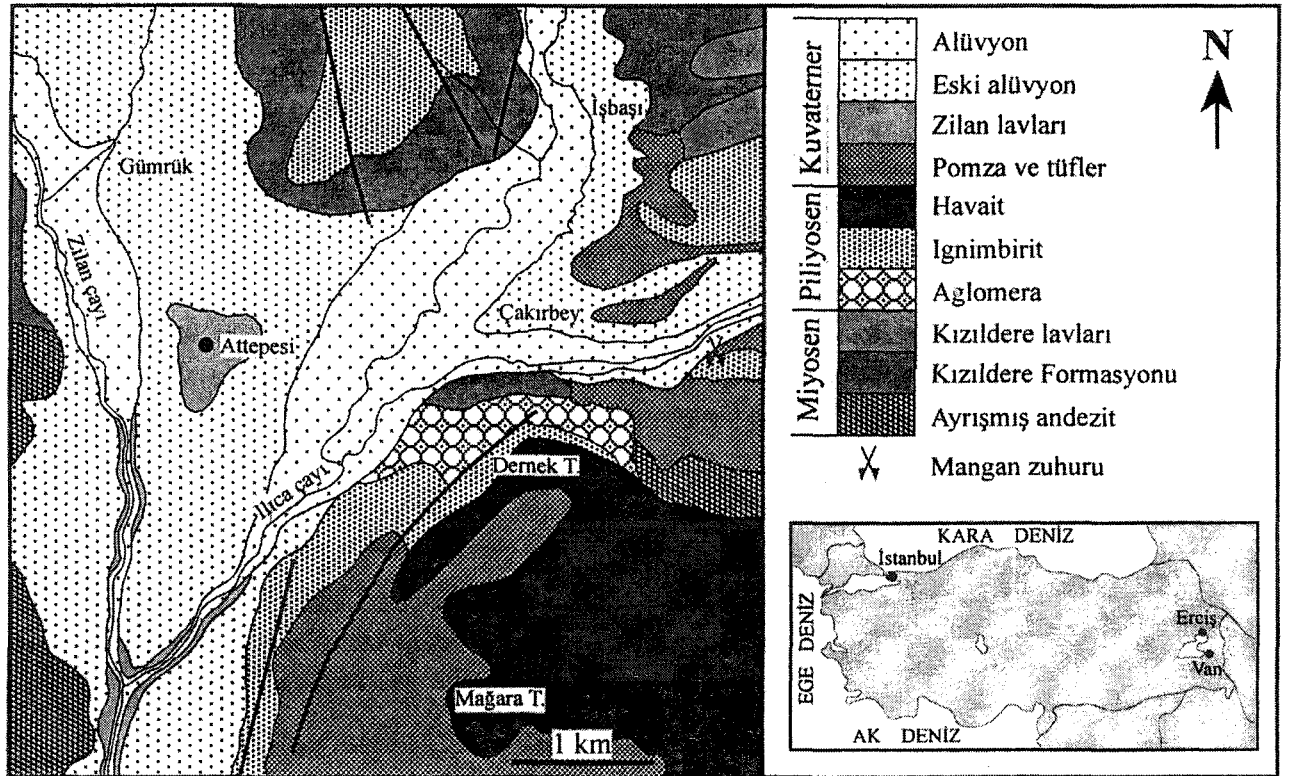 İşbaşı
Gümrük
Zilan çayı
Çakırbey
Attepesi
Dernek T.
Ilıca çayı
Mağara T.
1 km
Kuvaterner
Piliyosen
Miyosen
Alüvyon
Eski alüvyon
Zilan lavları
Pomza ve tüfler
Havait
Ignimbirit
Aglomera
Kızıldere lavları
Kızıldere Formasyonu
Ayrışmış andezit
Mangan zuhuru
N
KARA DENİZ
İstanbul
EGE DENİZ
Erciş
Van
AK DENİZ